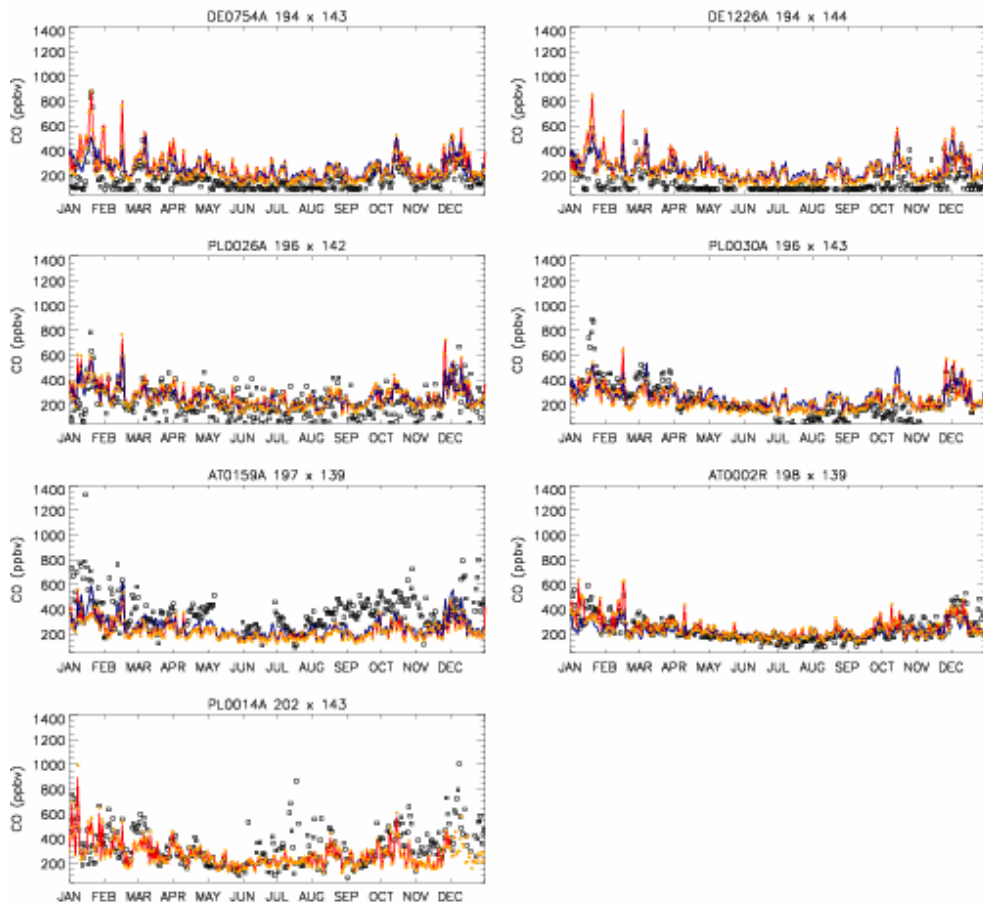 DE0754A 194 x 143
1400
1200
1000
800
600
400
200
CO (ppbv)
JAN FEB MAR APR MAY JUN JUL AUG SEP OCT NOV DEC
DE1226A 194 x 144
1400
1200
1000
800
600
400
200
CO (ppbv)
JAN FEB MAR APR MAY JUN JUL AUG SEP OCT NOV DEC
PL0026A 196 x 142
1400
1200
1000
800
600
400
200
CO (ppbv)
JAN FEB MAR APR MAY JUN JUL AUG SEP OCT NOV DEC
PL0030A 196 x 143
1400
1200
1000
800
600
400
200
CO (ppbv)
JAN FEB MAR APR MAY JUN JUL AUG SEP OCT NOV DEC
AT0159A 197 x 139
1400
1200
1000
800
600
400
200
CO (ppbv)
JAN FEB MAR APR MAY JUN JUL AUG SEP OCT NOV DEC
AT0002R 198 x 139
1400
1200
1000
800
600
400
200
CO (ppbv)
JAN FEB MAR APR MAY JUN JUL AUG SEP OCT NOV DEC
PL0014A 202 x 143
1400
1200
1000
800
600
400
200
CO (ppbv)
JAN FEB MAR APR MAY JUN JUL AUG SEP OCT NOV DEC